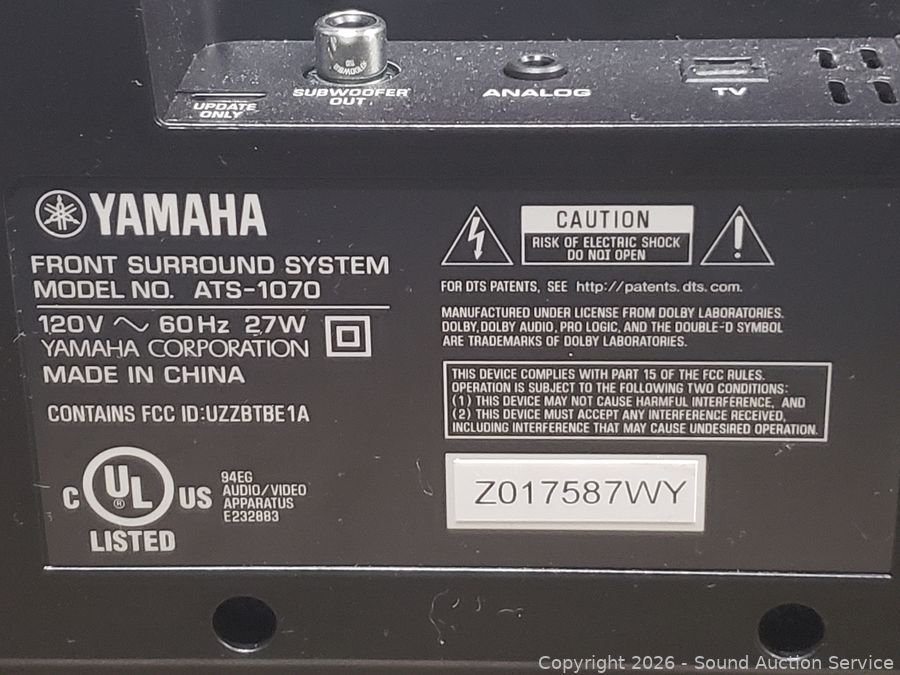 UPDATE
ONLY
SUBWOOFER
OUT
ANALOG
TV
YAMAHA
FRONT SURROUND SYSTEM
MODEL NO. ATS-1070
120V ~ 60Hz 27W
YAMAHA CORPORATION
MADE IN CHINA
CONTAINS FCC ID:UZZBTBE1A
C UL ® US
LISTED
94EG
AUDIO/VIDEO
APPARATUS
E232883
CAUTION
RISK OF ELECTRIC SHOCK
DO NOT OPEN
FOR DTS PATENTS, SEE http://patents.dts.com.
MANUFACTURED UNDER LICENSE FROM DOLBY LABORATORIES.
DOLBY, DOLBY AUDIO, PRO LOGIC, AND THE DOUBLE-D SYMBOL
ARE TRADEMARKS OF DOLBY LABORATORIES.
THIS DEVICE COMPLIES WITH PART 15 OF THE FCC RULES.
OPERATION IS SUBJECT TO THE FOLLOWING TWO CONDITIONS:
(1) THIS DEVICE MAY NOT CAUSE HARMFUL INTERFERENCE, AND
(2) THIS DEVICE MUST ACCEPT ANY INTERFERENCE RECEIVED,
INCLUDING INTERFERENCE THAT MAY CAUSE UNDESIRED OPERATION.
Z017587WY
Copyright 2026 - Sound Auction Service